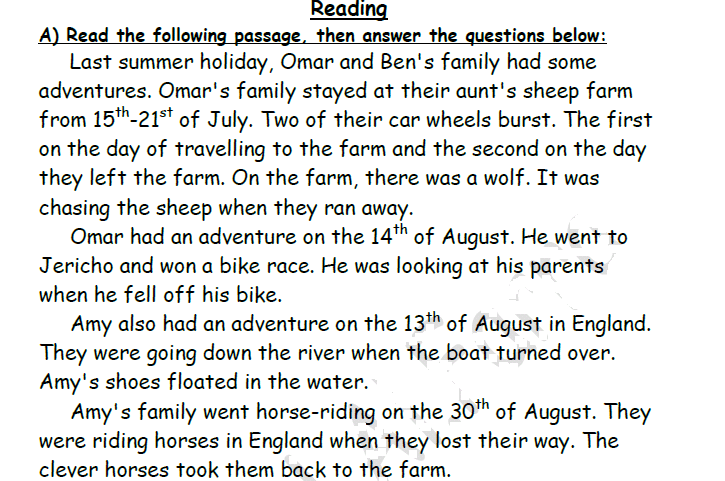 Reading
A) Read the following passage, then answer the questions below:
Last summer holiday, Omar and Ben's family had some
adventures. Omar's family stayed at their aunt's sheep farm
from 15th-21st of July. Two of their car wheels burst. The first
on the day of travelling to the farm and the second on the day
they left the farm. On the farm, there was a wolf. It was
chasing the sheep when they ran away.
Omar had an adventure on the 14th of August. He went to
Jericho and won a bike race. He was looking at his parents
when he fell off his bike.
Amy also had an adventure on the 13th of August in England.
They were going down the river when the boat turned over.
Amy's shoes floated in the water.
Amy's family went horse-riding on the 30th of August. They
were riding horses in England when they lost their way. The
clever horses took them back to the farm.